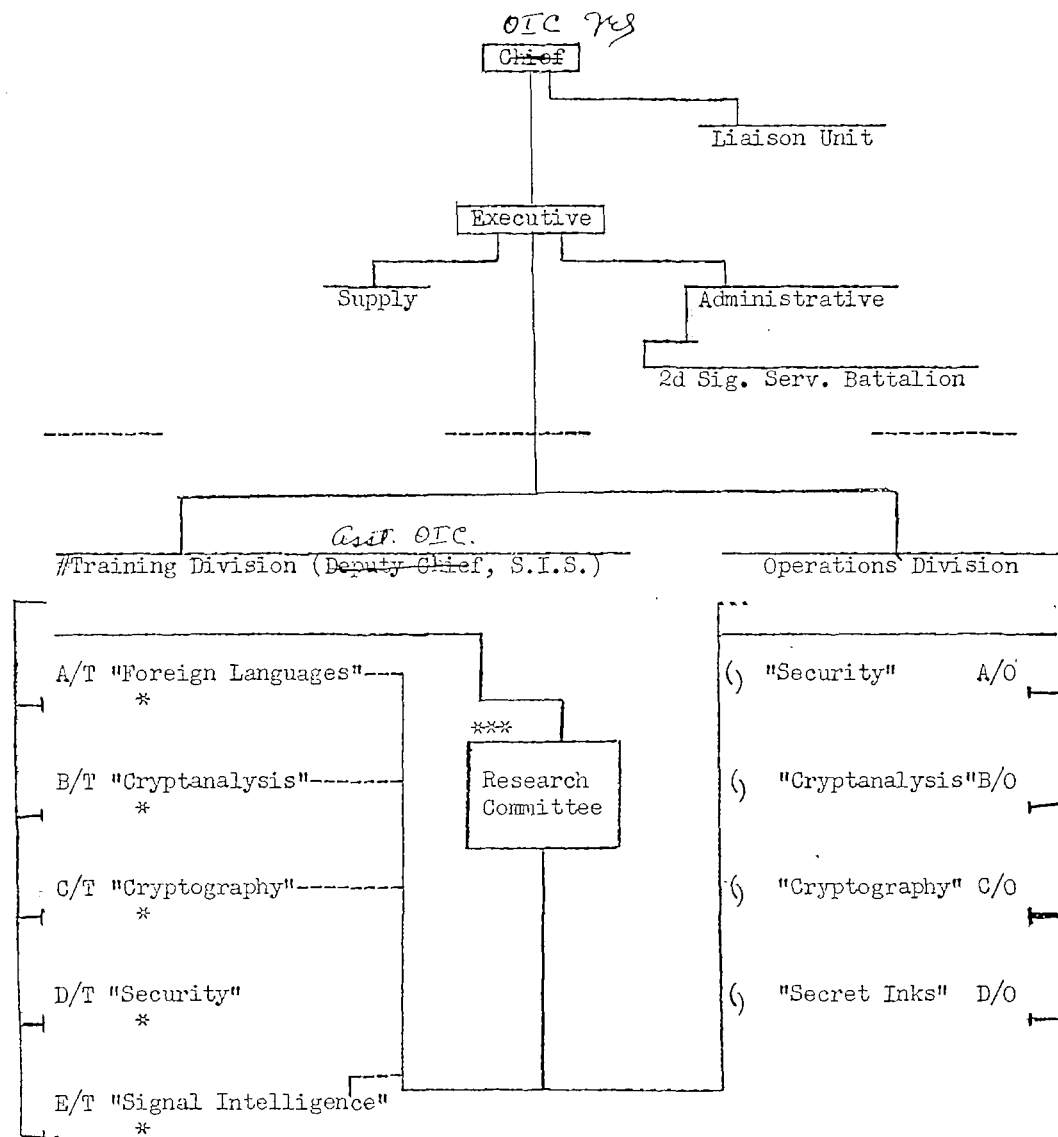 OIC
Chief
Liaison Unit
Executive
Supply
Administrative
2d Sig. Serv. Battalion
Asst. OIC.
#Training Division (Deputy Chief, S.I.S.)
Operations Division
A/T "Foreign Languages"
*
() "Security" A/O
***
Research
Committee
B/T "Cryptanalysis"
*
() "Cryptanalysis" B/O
C/T "Cryptography"
*
() "Cryptography" C/O
D/T "Security"
*
() "Secret Inks" D/O
E/T "Signal Intelligence"
*